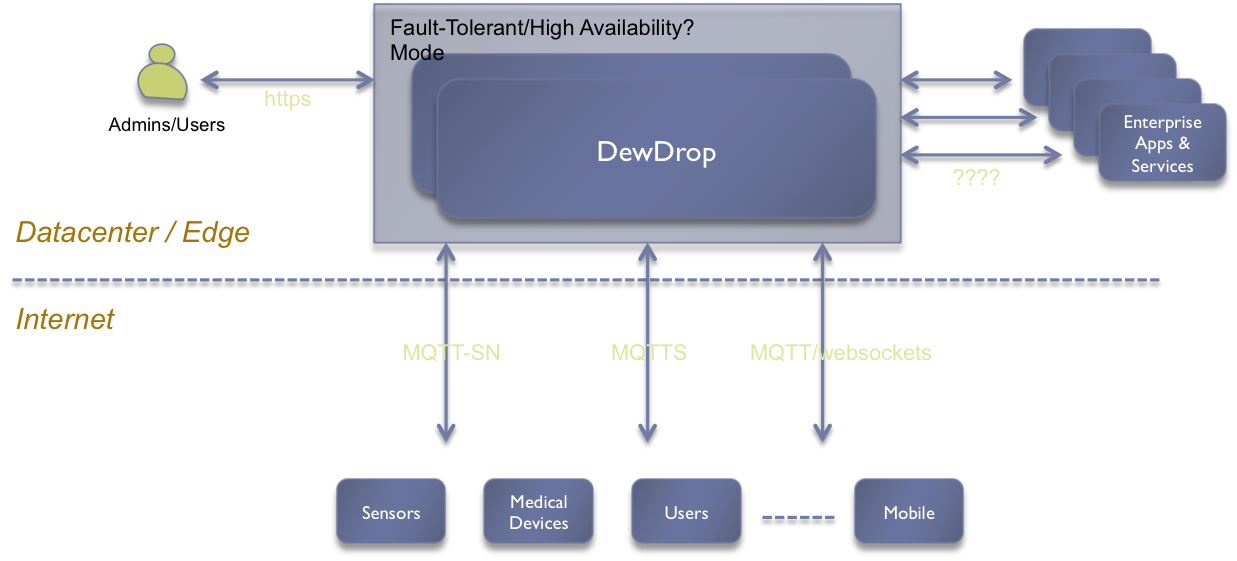 Fault-Tolerant/High Availability?
Mode
https
Admins/Users
DewDrop
Enterprise
Apps &
Services
????
Datacenter / Edge
Internet
MQTT-SN
MQTTS
MQTT/websockets
Sensors
Medical
Devices
Users
Mobile